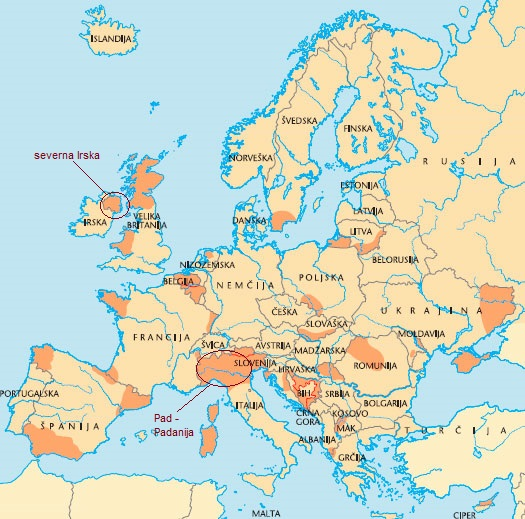 ISLANDIJA
ŠVEDSKA
FINSKA
NORVEŠKA
RUSIJA
severna Irska
ESTONIJA
LATVIJA
LITVA
IRSKA
VELIKA
BRITANIJA
DANSKA
BELORUSIJA
NIZOZEMSKA
BELGIJA
NEMČIJA
POLJSKA
UKRAJINA
ČEŠKA
SLOVAŠKA
MOLDAVIJA
FRANCIJA
ŠVICA
AVSTRIJA
MADZARSKA
SLOVENIJA
HRVAŠKA
ROMUNIJA
BIH
SRBIJA
PORTUGALSKA
ŠPANIJA
Pad -
Padanija
ITALIJA
ČRNA
GORA
KOSOVO
BOLGARIJA
MAK
ALBANIJA
TURČIJA
GRČIJA
MALTA
CIPER